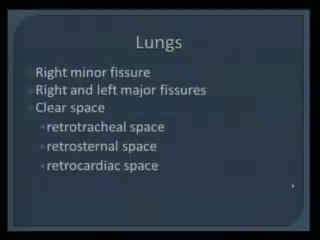 Lungs
Right minor fissure
Right and left major fissures
Clear space
retrotracheal space
retrosternal space
retrocardiac space